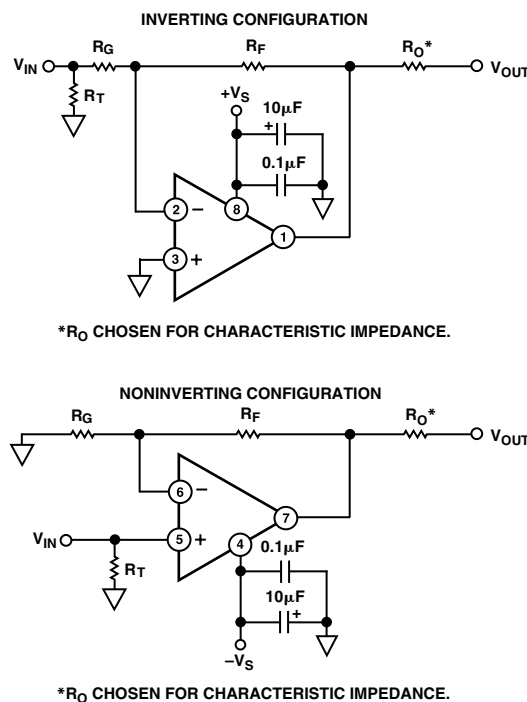 INVERTING CONFIGURATION
RG
RF
RO*
VIN
VOUT
RT
+VS
10µF
+
0.1µF
2
−
8
1
3
+
*RO CHOSEN FOR CHARACTERISTIC IMPEDANCE.
NONINVERTING CONFIGURATION
RG
RF
RO*
VOUT
6
−
7
VIN
5
+
4
RT
0.1µF
10µF
+
−VS
*RO CHOSEN FOR CHARACTERISTIC IMPEDANCE.